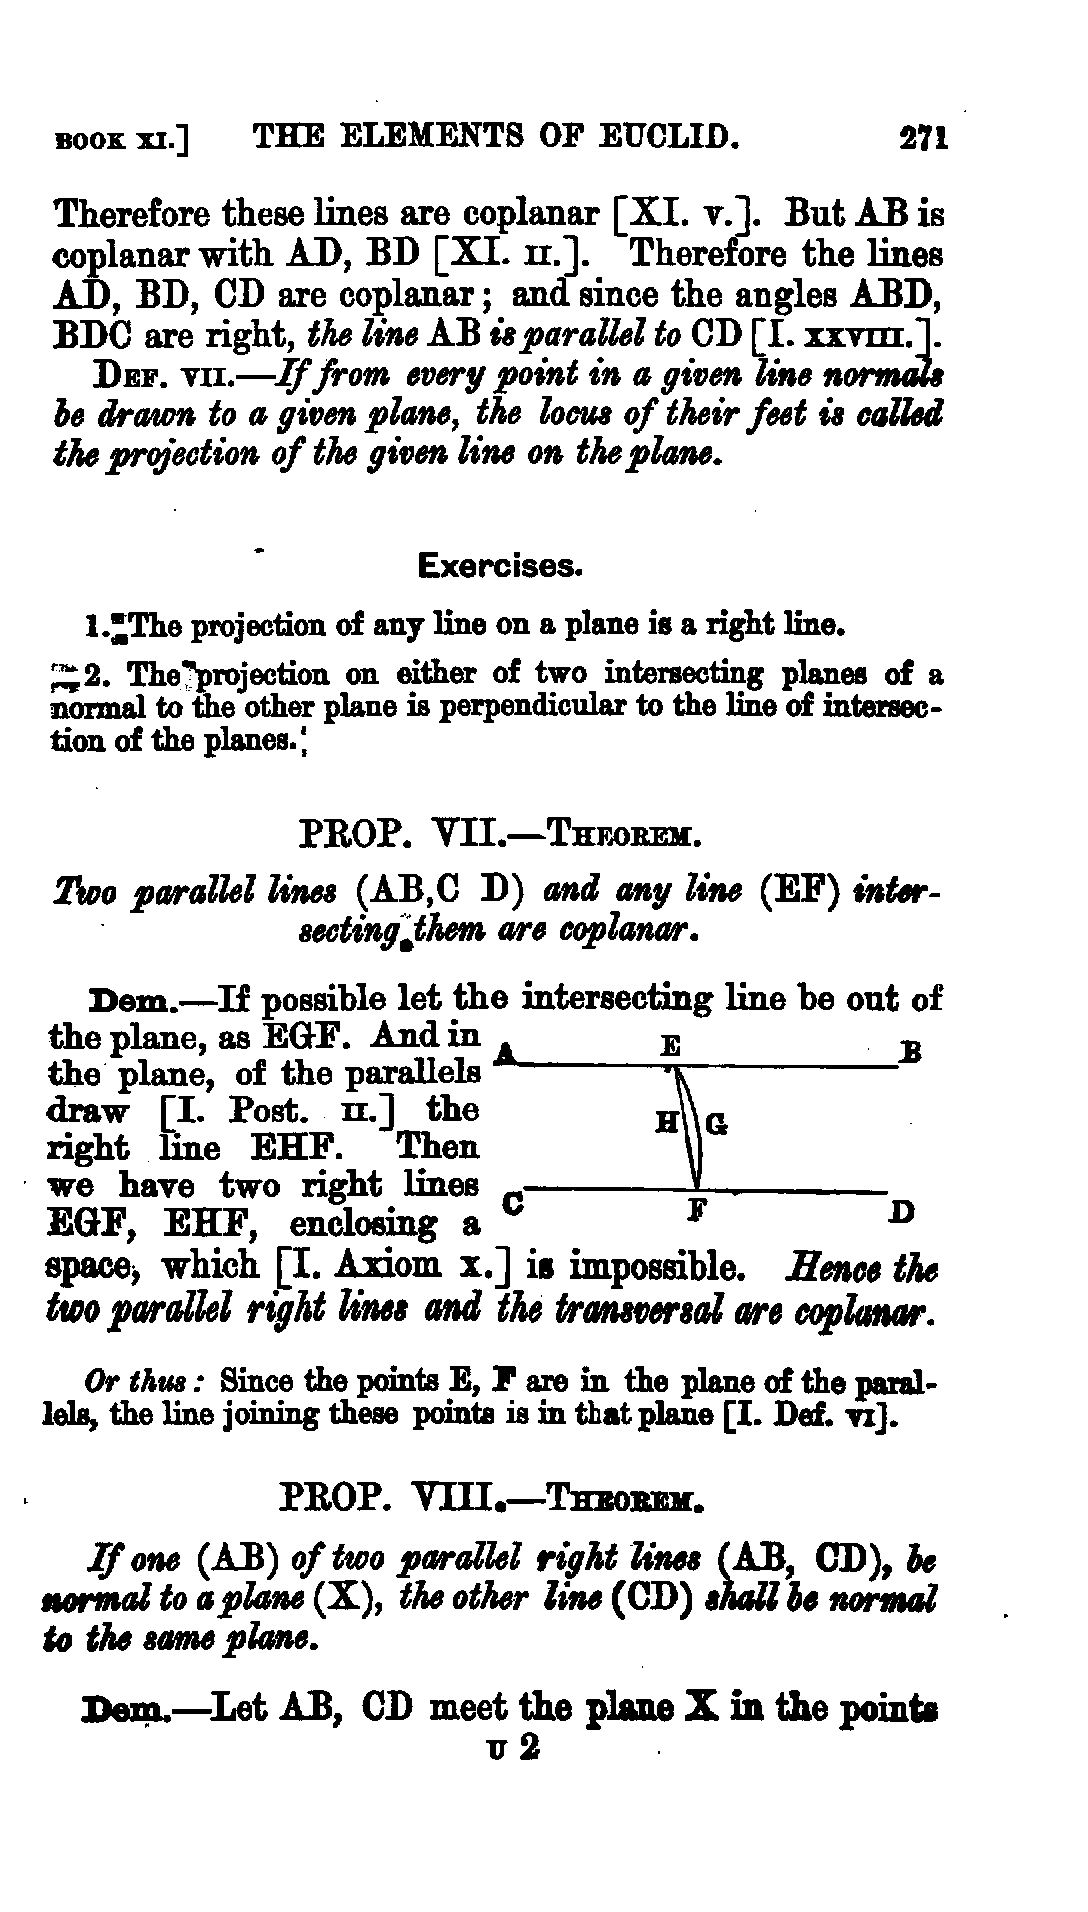 BOOK XI.] THE ELEMENTS OF EUCLID. 271
Therefore these lines are coplanar [XI. V.]. But AB is
coplanar with AD, BD [XI. II.]. Therefore the lines
AD, BD, CD are coplanar; and since the angles ABD,
BDC are right, the line AB is parallel to CD [I. XXVIII.].
DEF. VII.—If from every point in a given line normals
be drawn to a given plane, the locus of their feet is called
the projection of the given line on the plane.
Exercises.
1. The projection of any line on a plane is a right line.
2. The projection on either of two intersecting planes of a
normal to the other plane is perpendicular to the line of intersec-
tion of the planes.
PROP. VII.—THEOREM.
Two parallel lines (AB,C D) and any line (EF) inter-
secting them are coplanar.
Dem.—If possible let the intersecting line be out of
the plane, as EGF. And in
the plane, of the parallels
draw [I. Post. II.] the
right line EHF. Then
we have two right lines
EGF, EHF, enclosing a
A E B
H G
C F D
space, which [I. Axiom X.] is impossible. Hence the
two parallel right lines and the transversal are coplanar.
Or thus: Since the points E, F are in the plane of the paral-
lels, the line joining these points is in that plane [I. Def. VI].
PROP. VIII.—THEOREM.
If one (AB) of two parallel right lines (AB, CD), be
normal to a plane (X), the other line (CD) shall be normal
to the same plane.
Dem.—Let AB, CD meet the plane X in the points
U 2